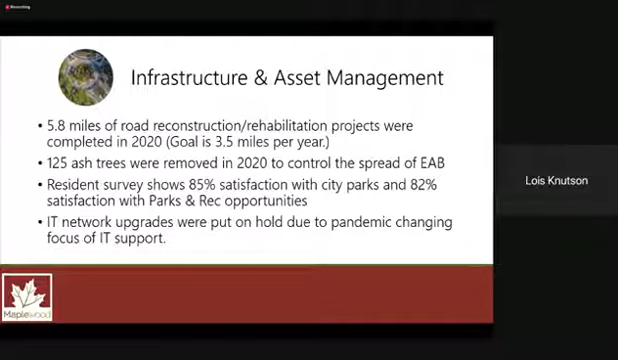 Recording
Infrastructure & Asset Management
• 5.8 miles of road reconstruction/rehabilitation projects were
completed in 2020 (Goal is 3.5 miles per year.)
• 125 ash trees were removed in 2020 to control the spread of EAB
• Resident survey shows 85% satisfaction with city parks and 82%
satisfaction with Parks & Rec opportunities
• IT network upgrades were put on hold due to pandemic changing
focus of IT support.
Lois Knutson
Maplewood